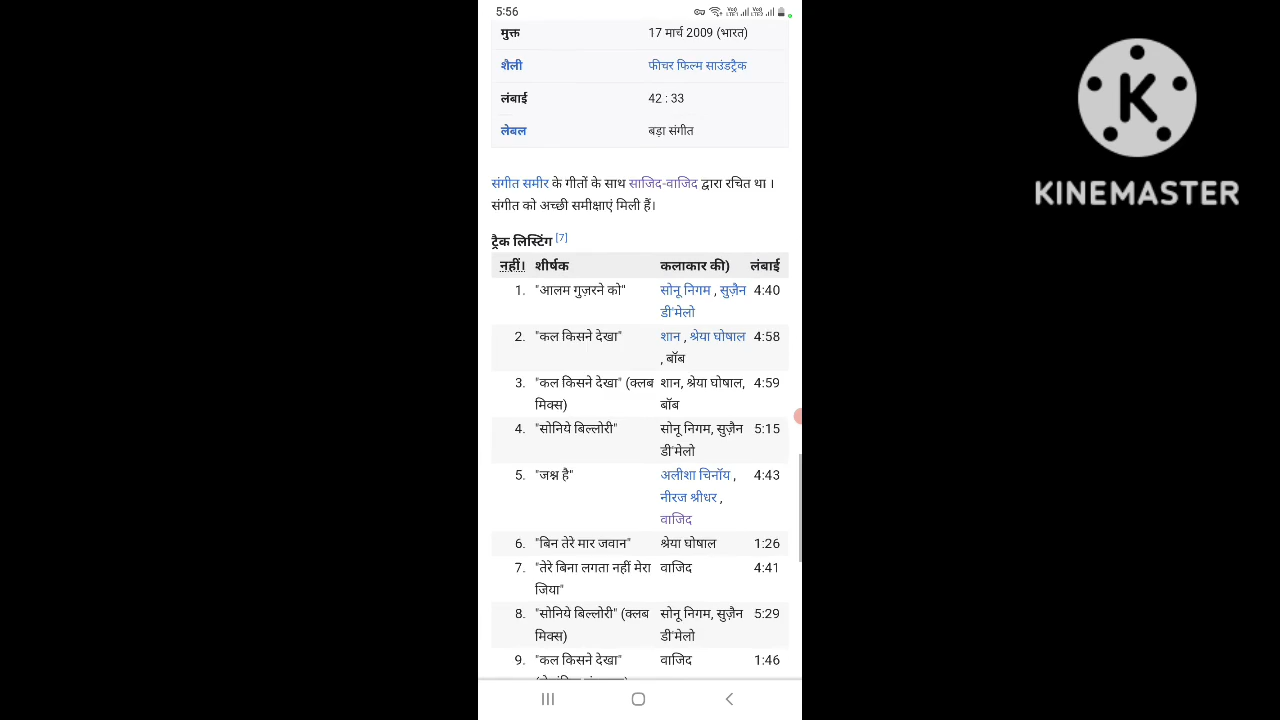 5:56
मुक्त 17 मार्च 2009 (भारत)
शैली फीचर फिल्म साउंडट्रैक
लंबाई 42 : 33
लेबल बड़ा संगीत
संगीत समीर के गीतों के साथ साजिद-वाजिद द्वारा रचित था ।
संगीत को अच्छी समीक्षाएं मिली हैं।
ट्रैक लिस्टिंग [7]
नहीं। शीर्षक कलाकार की) लंबाई
1. "आलम गुज़रने को" सोनू निगम , सुज़ैन 4:40
डी'मेलो
2. "कल किसने देखा" शान , श्रेया घोषाल 4:58
, बॉब
3. "कल किसने देखा" (क्लब शान, श्रेया घोषाल, 4:59
मिक्स) बॉब
4. "सोनिये बिल्लोरी" सोनू निगम, सुज़ैन 5:15
डी'मेलो
5. "जश्न है" अलीशा चिनॉय , 4:43
नीरज श्रीधर ,
वाजिद
6. "बिन तेरे मार जवान" श्रेया घोषाल 1:26
7. "तेरे बिना लगता नहीं मेरा वाजिद 4:41
जिया"
8. "सोनिये बिल्लोरी" (क्लब सोनू निगम, सुज़ैन 5:29
मिक्स) डी'मेलो
9. "कल किसने देखा" वाजिद 1:46
KINEMASTER